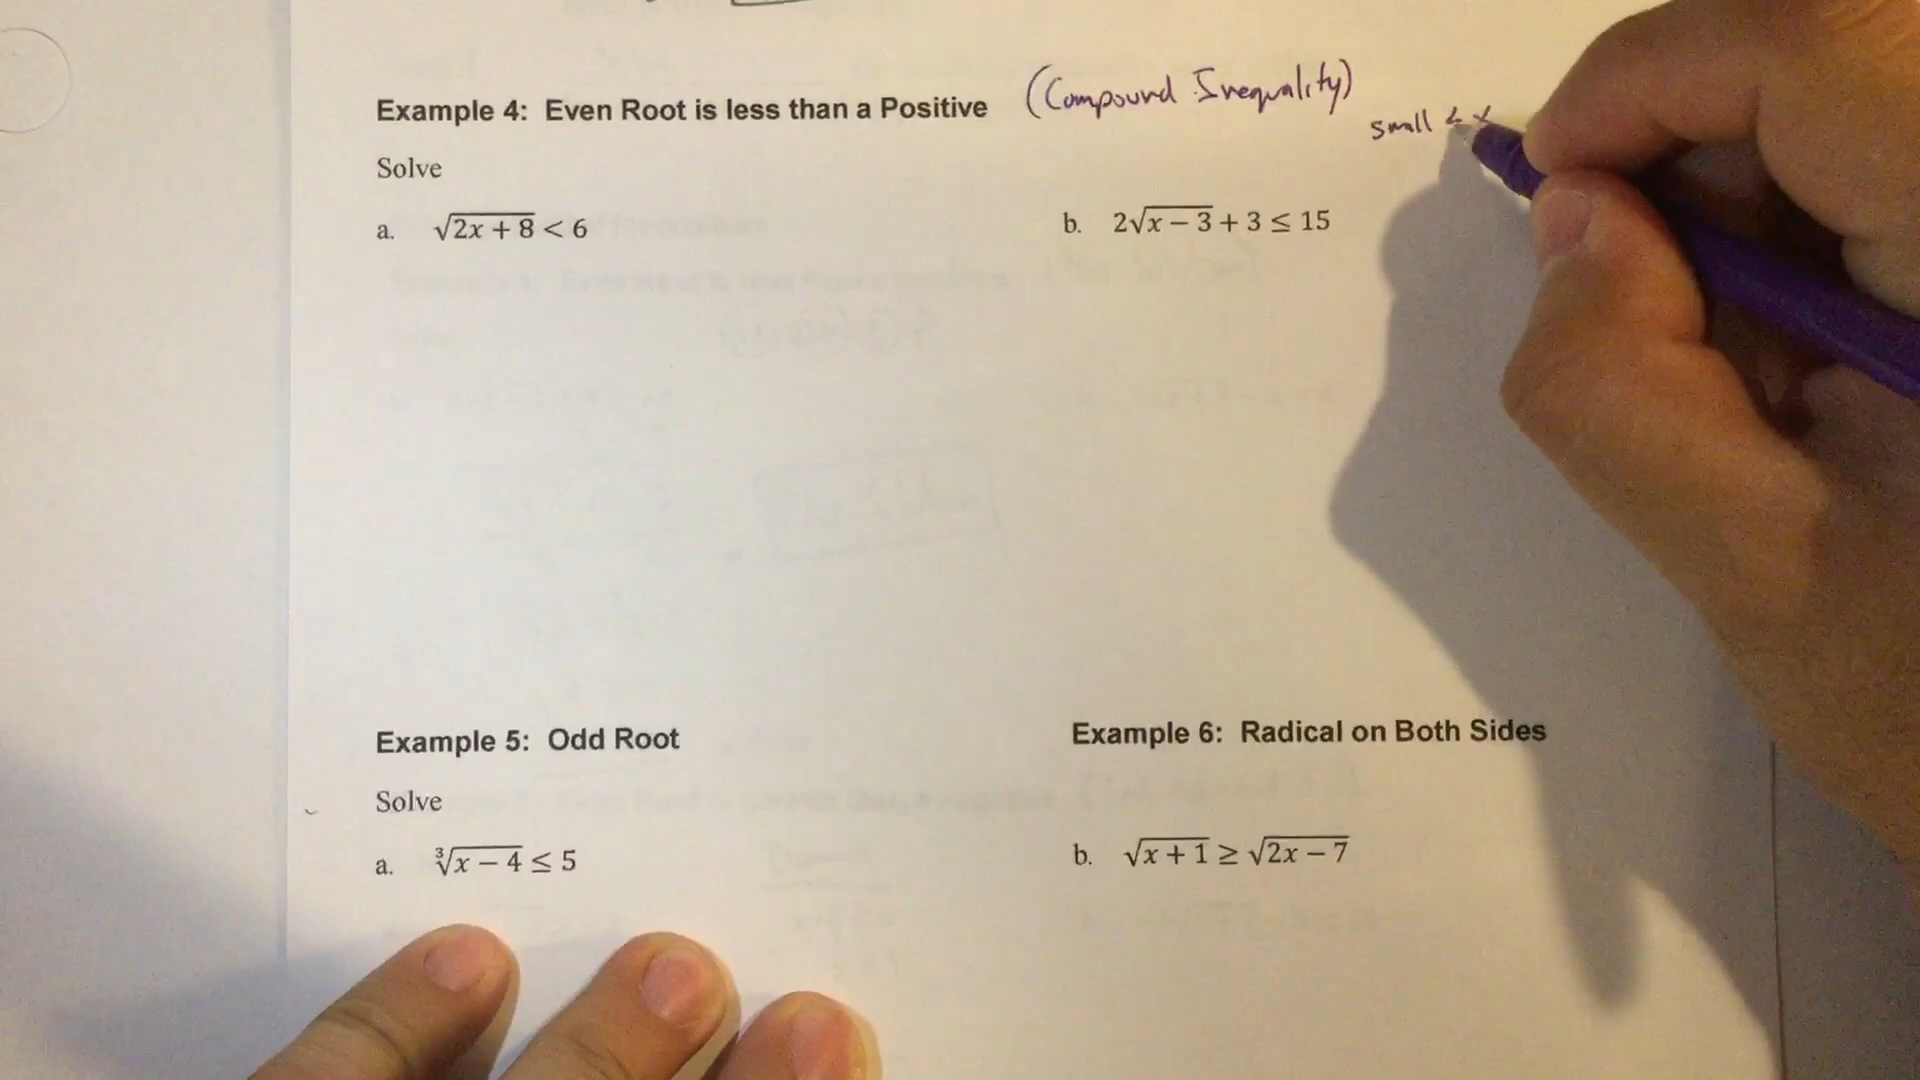 Example 4: Even Root is less than a Positive (Compound Inequality)
small < x
Solve
a. √(2x + 8) < 6
b. 2√(x − 3) + 3 ≤ 15
Example 5: Odd Root
Example 6: Radical on Both Sides
Solve
a. ∛(x − 4) ≤ 5
b. √(x + 1) ≥ √(2x − 7)